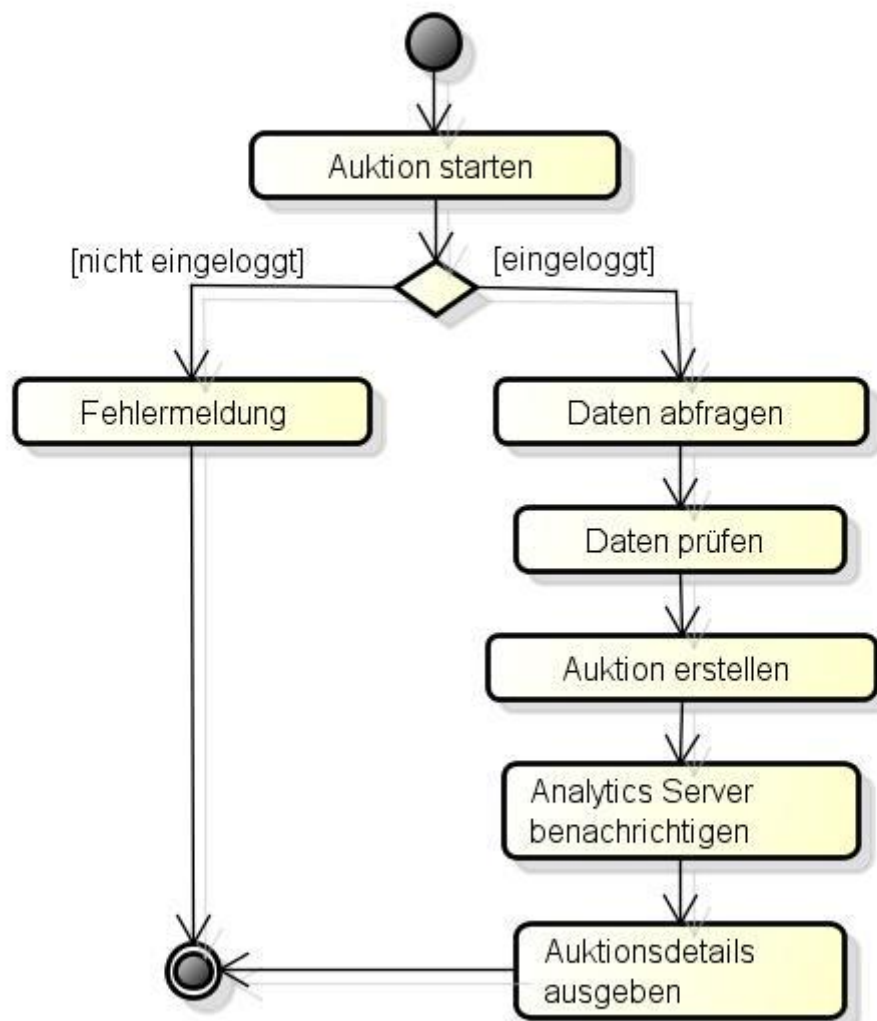 Auktion starten
[nicht eingeloggt]
[eingeloggt]
Fehlermeldung
Daten abfragen
Daten prüfen
Auktion erstellen
Analytics Server
benachrichtigen
Auktionsdetails
ausgeben